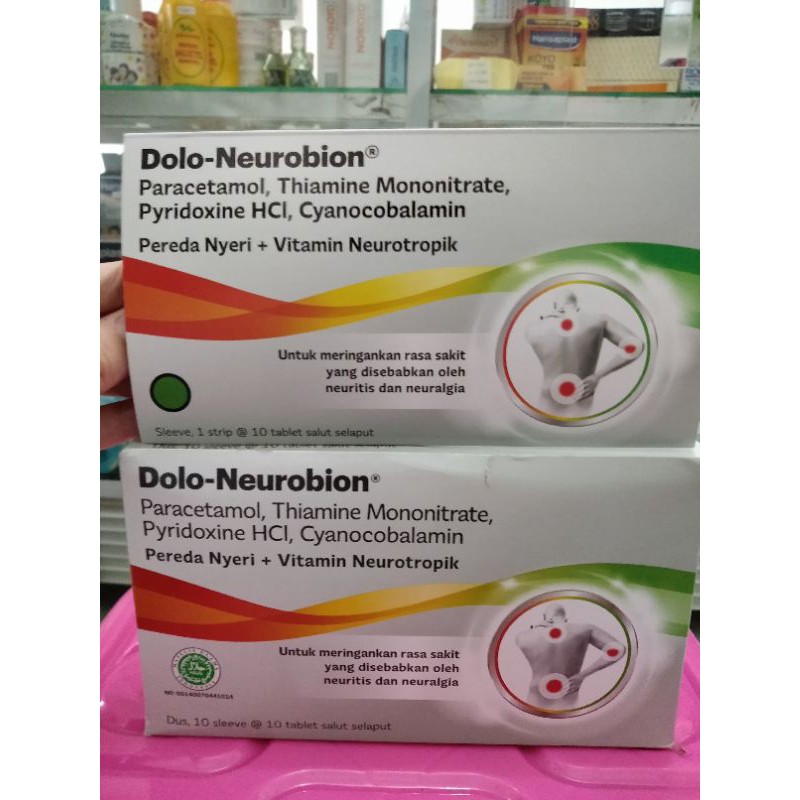 Hansaplast
KOYO
Dolo-Neurobion®
Paracetamol, Thiamine Mononitrate,
Pyridoxine HCl, Cyanocobalamin
Pereda Nyeri + Vitamin Neurotropik
Untuk meringankan rasa sakit
yang disebabkan oleh
neuritis dan neuralgia
Sleeve, 1 strip @ 10 tablet salut selaput
Dolo-Neurobion®
Paracetamol, Thiamine Mononitrate,
Pyridoxine HCl, Cyanocobalamin
Pereda Nyeri + Vitamin Neurotropik
Untuk meringankan rasa sakit
yang disebabkan oleh
neuritis dan neuralgia
Dus, 10 sleeve @ 10 tablet salut selaput